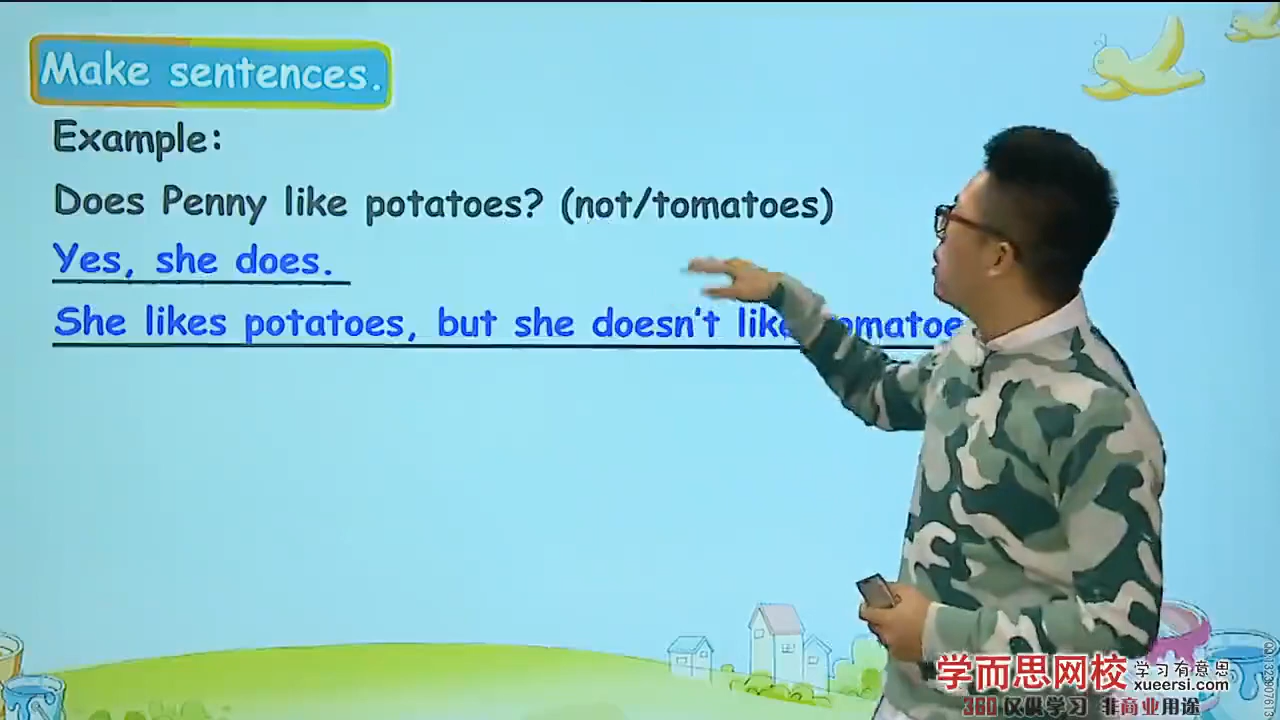 Make sentences.
Example:
Does Penny like potatoes? (not/tomatoes)
Yes, she does.
She likes potatoes, but she doesn't like
学而思网校 学习有意思
xueersi.com
360 仅供学习 非商业用途